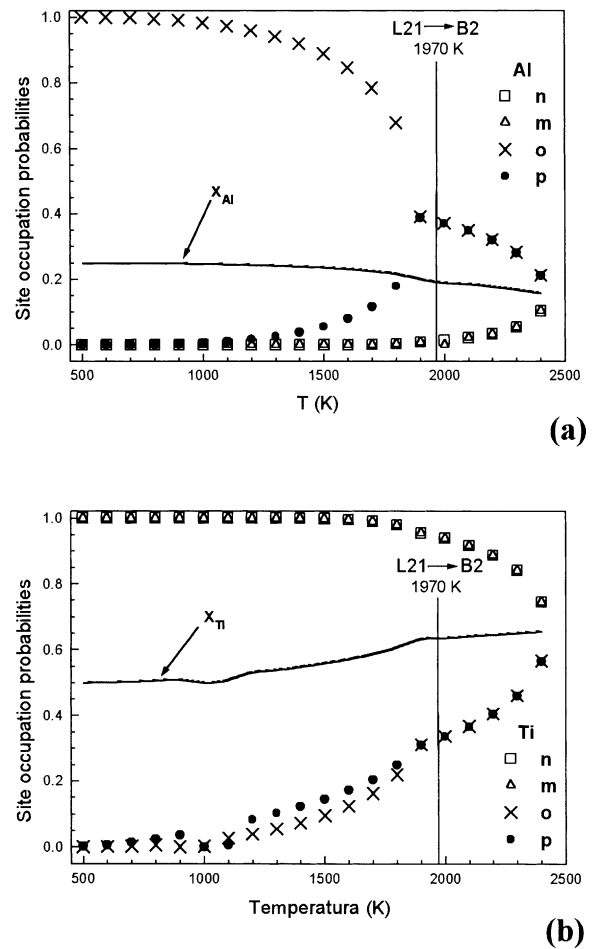 L21→B2
1970 K
Al
n
m
o
p
X Al
1.0
0.8
0.6
0.4
0.2
0.0
Site occupation probabilities
500 1000 1500 2000 2500
T (K)
(a)
1.0
0.8
0.6
0.4
0.2
0.0
Site occupation probabilities
L21→B2
1970 K
X TI
Ti
n
m
o
p
500 1000 1500 2000 2500
Temperatura (K)
(b)